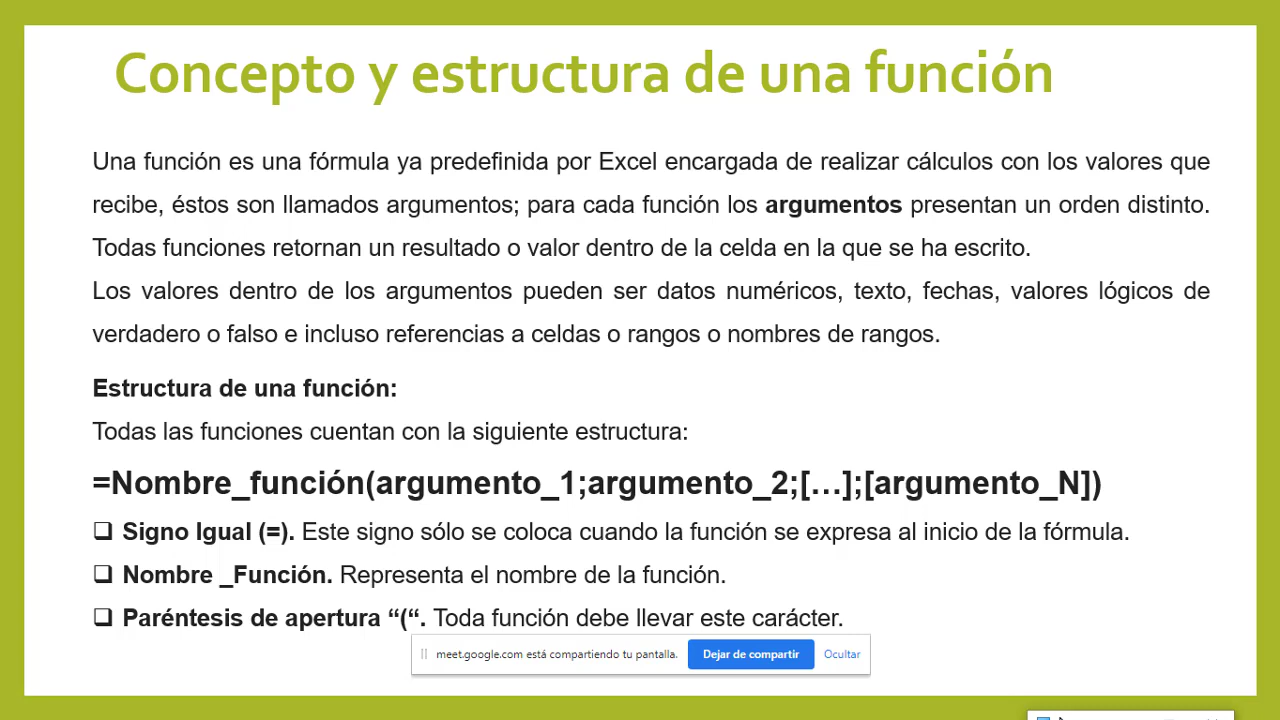 Concepto y estructura de una función
Una función es una fórmula ya predefinida por Excel encargada de realizar cálculos con los valores que
recibe, éstos son llamados argumentos; para cada función los argumentos presentan un orden distinto.
Todas funciones retornan un resultado o valor dentro de la celda en la que se ha escrito.
Los valores dentro de los argumentos pueden ser datos numéricos, texto, fechas, valores lógicos de
verdadero o falso e incluso referencias a celdas o rangos o nombres de rangos.
Estructura de una función:
Todas las funciones cuentan con la siguiente estructura:
=Nombre_función(argumento_1;argumento_2;[…];[argumento_N])
❑ Signo Igual (=). Este signo sólo se coloca cuando la función se expresa al inicio de la fórmula.
❑ Nombre _Función. Representa el nombre de la función.
❑ Paréntesis de apertura “(“. Toda función debe llevar este carácter.
meet.google.com está compartiendo tu pantalla. Dejar de compartir Ocultar